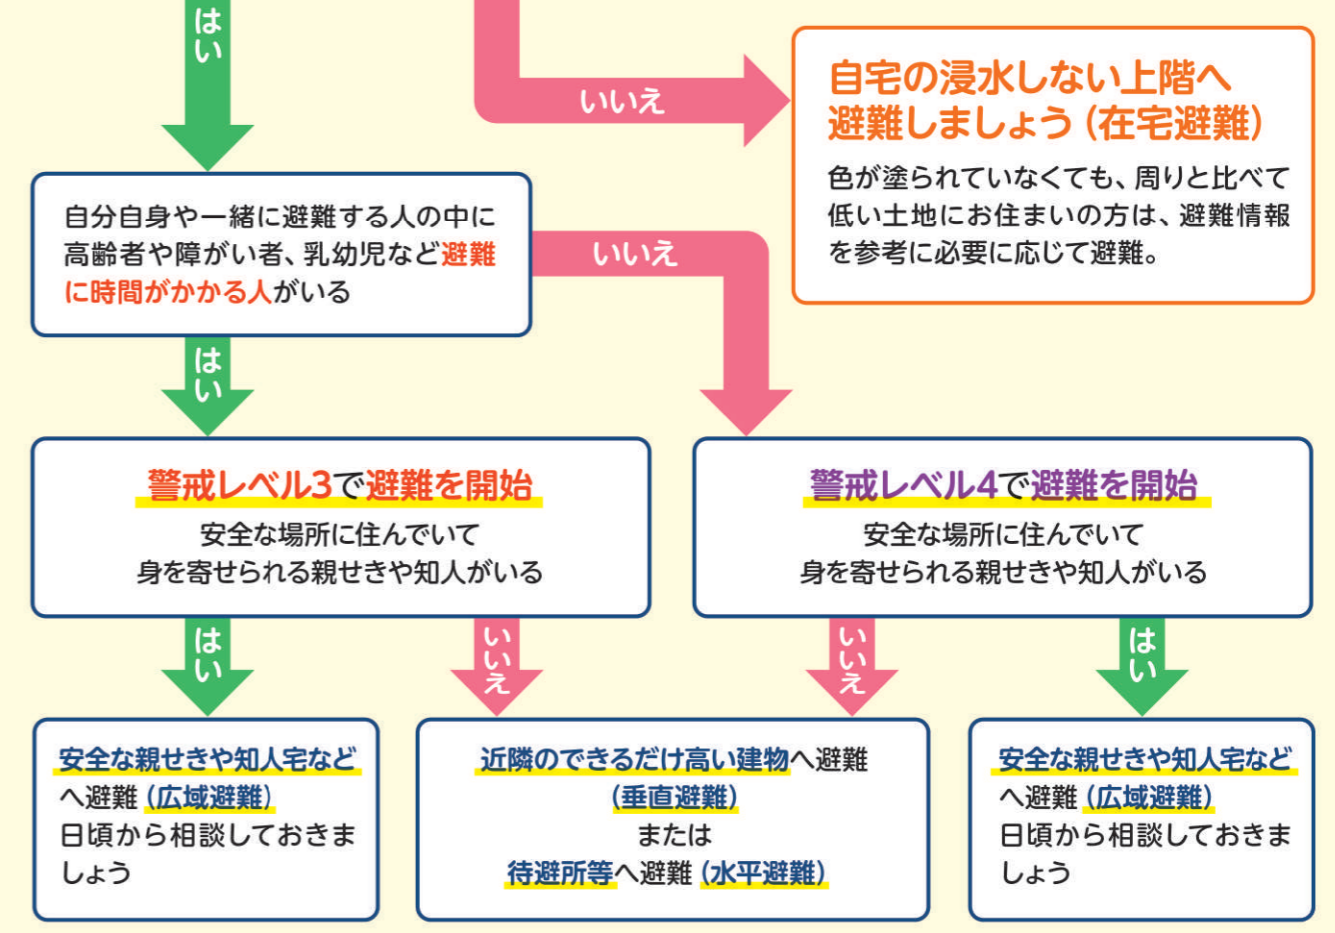 はい
いいえ
自宅の浸水しない上階へ
避難しましょう（在宅避難）
色が塗られていなくても、周りと比べて
低い土地にお住まいの方は、避難情報
を参考に必要に応じて避難。
自分自身や一緒に避難する人の中に
高齢者や障がい者、乳幼児など避難
に時間がかかる人がいる
いいえ
はい
警戒レベル3で避難を開始
安全な場所に住んでいて
身を寄せられる親せきや知人がいる
警戒レベル4で避難を開始
安全な場所に住んでいて
身を寄せられる親せきや知人がいる
はい
いいえ
いいえ
はい
安全な親せきや知人宅など
へ避難（広域避難）
日頃から相談しておきま
しょう
近隣のできるだけ高い建物へ避難
（垂直避難）
または
待避所等へ避難（水平避難）
安全な親せきや知人宅など
へ避難（広域避難）
日頃から相談しておきま
しょう